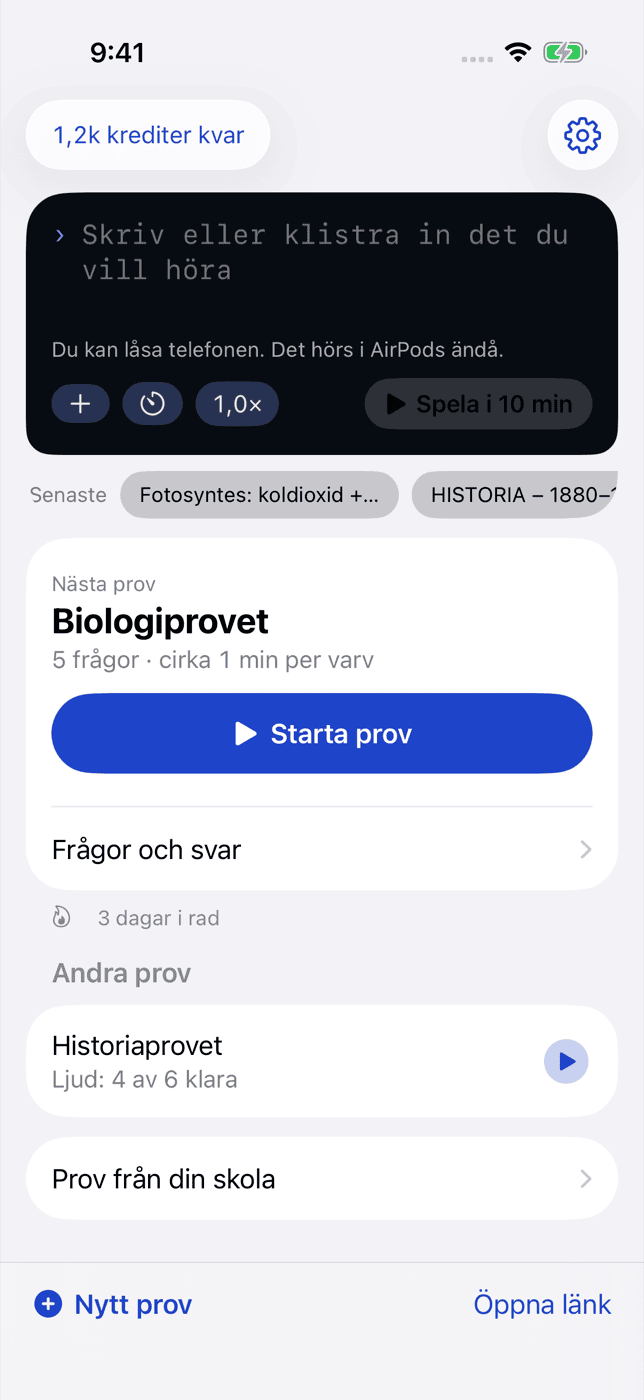 9:41
1,2k krediter kvar
› Skriv eller klistra in det du
vill höra
Du kan låsa telefonen. Det hörs i AirPods ändå.
1,0×
Spela i 10 min
Senaste
Fotosyntes: koldioxid +...
HISTORIA – 1880–
Nästa prov
Biologiprovet
5 frågor · cirka 1 min per varv
Starta prov
Frågor och svar
3 dagar i rad
Andra prov
Historiaprovet
Ljud: 4 av 6 klara
Prov från din skola
Nytt prov
Öppna länk